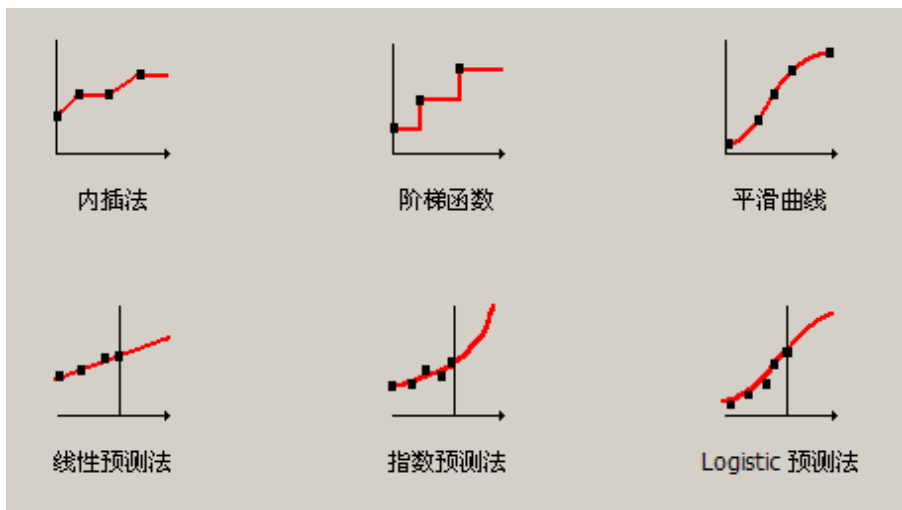 内插法
阶梯函数
平滑曲线
线性预测法
指数预测法
Logistic 预测法